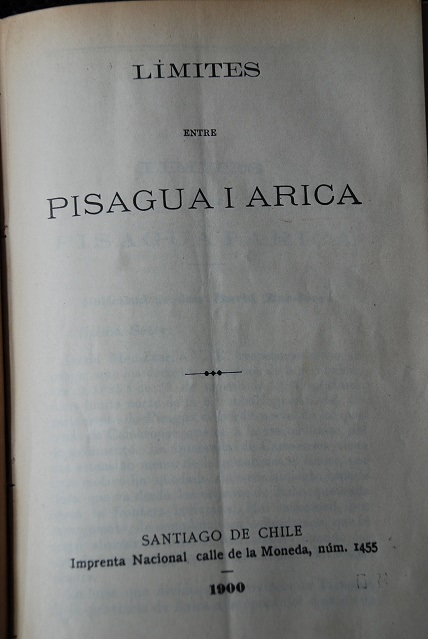 LÍMITES
ENTRE
PISAGUA I ARICA
SANTIAGO DE CHILE
Imprenta Nacional calle de la Moneda, núm. 1455
1900